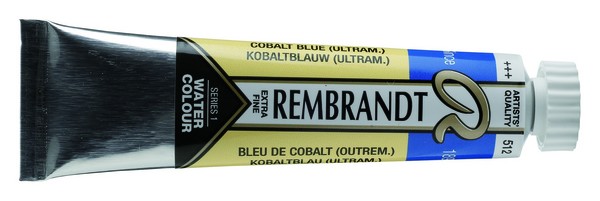 COBALT BLUE (ULTRAM.)
KOBALTBLAUW (ULTRAM.)
WATER
COLOUR
SERIES 1
EXTRA
FINE
REMBRANDT
ARTISTS'
QUALITY
+++
512
BLEU DE COBALT (OUTREM.)
KOBALTBLAU (ULTRAM.)